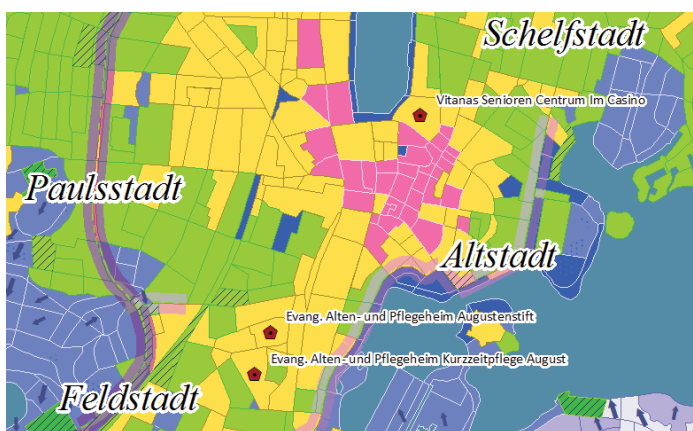 Schelfstadt
Vitanas Senioren Centrum Im Casino
Paulsstadt
Altstadt
Evang. Alten- und Pflegeheim Augustenstift
Evang. Alten- und Pflegeheim Kurzzeitpflege August
Feldstadt